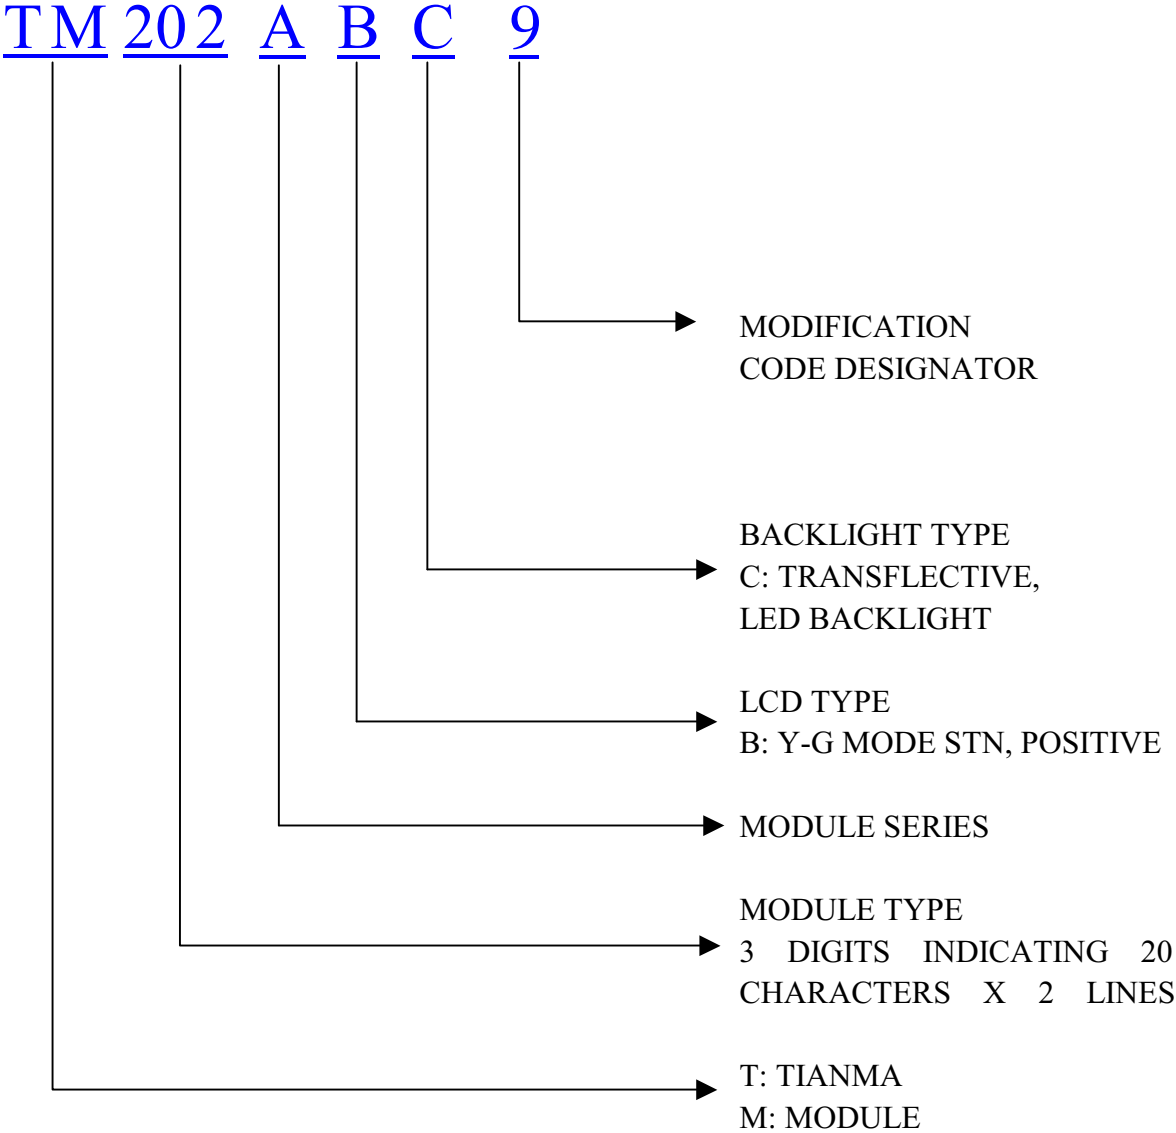 TM 202 A B C 9
MODIFICATION
CODE DESIGNATOR
BACKLIGHT TYPE
C: TRANSFLECTIVE,
LED BACKLIGHT
LCD TYPE
B: Y-G MODE STN, POSITIVE
MODULE SERIES
MODULE TYPE
3 DIGITS INDICATING 20
CHARACTERS X 2 LINES
T: TIANMA
M: MODULE